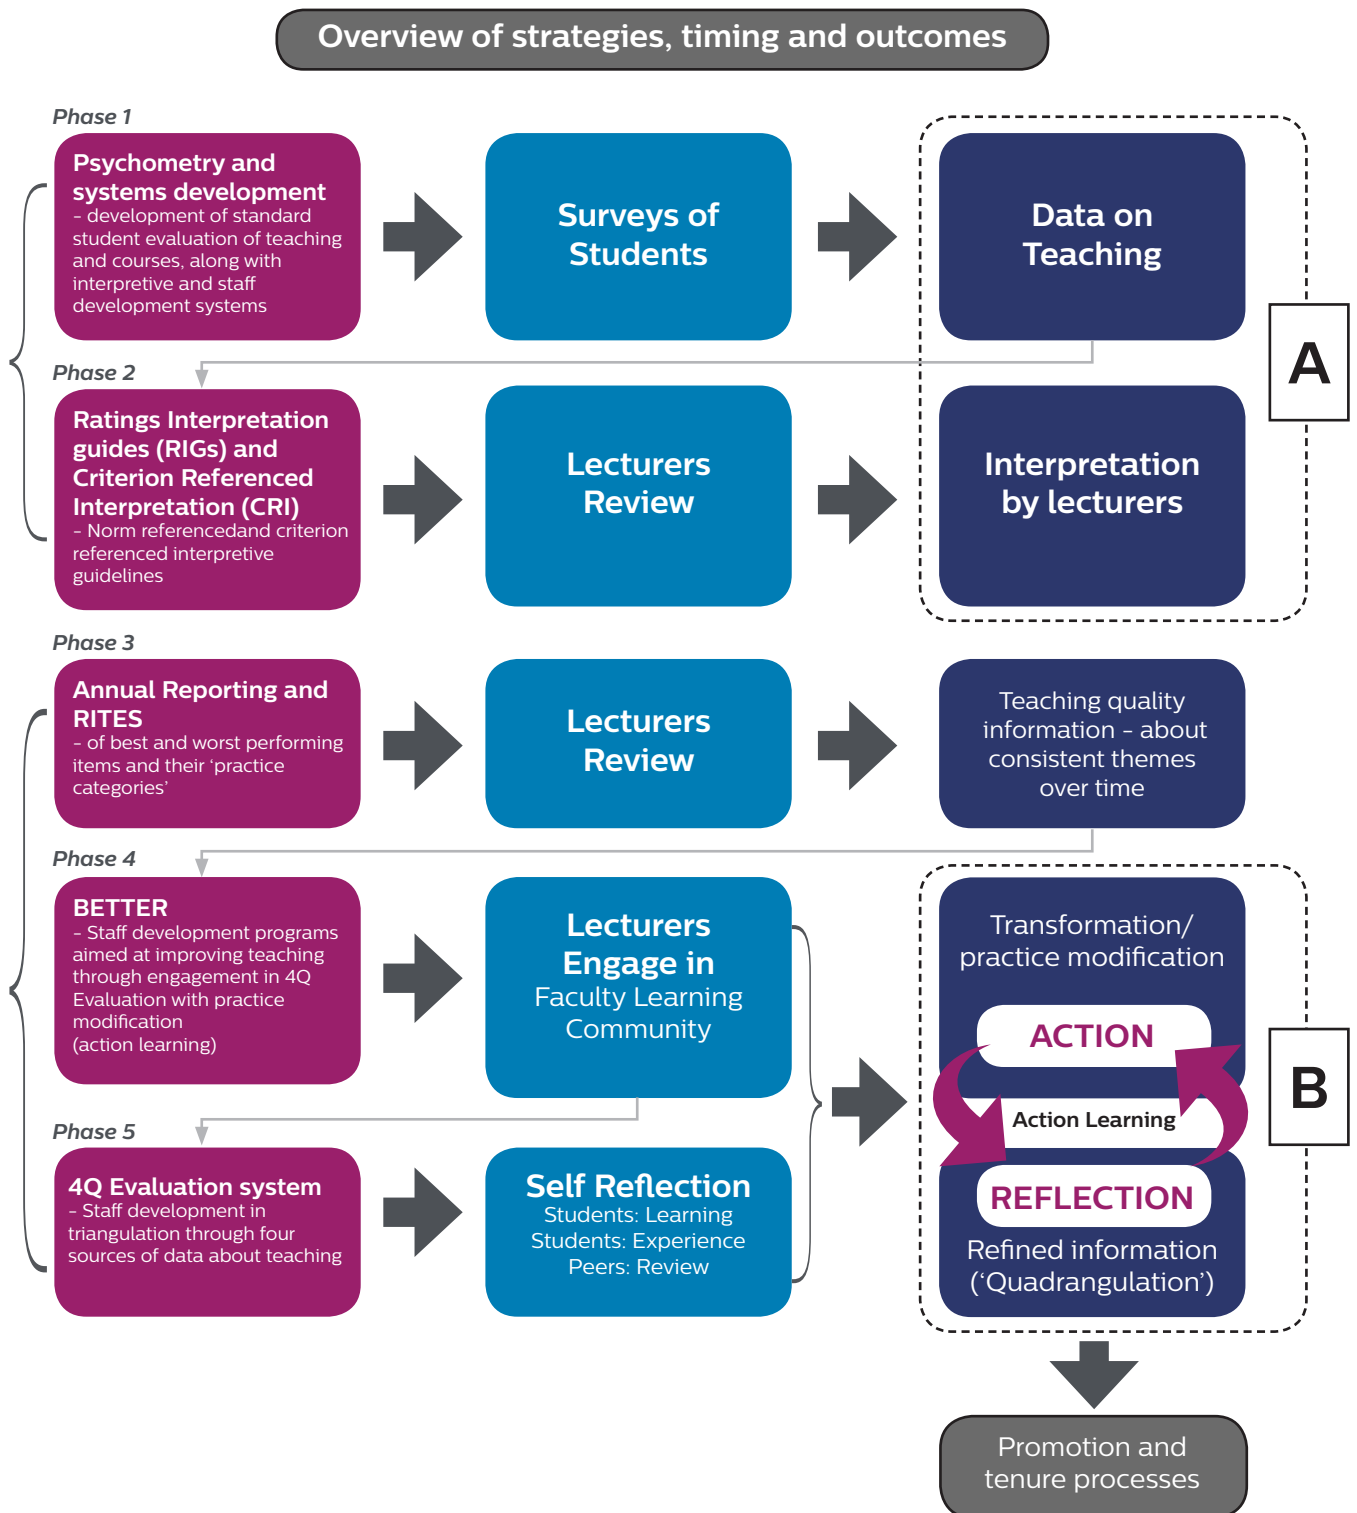 Overview of strategies, timing and outcomes
Phase 1
Psychometry and
systems development
- development of standard
student evaluation of teaching
and courses, along with
interpretive and staff
development systems
Surveys of
Students
Data on
Teaching
A
Phase 2
Ratings Interpretation
guides (RIGs) and
Criterion Referenced
Interpretation (CRI)
- Norm referencedand criterion
referenced interpretive
guidelines
Lecturers
Review
Interpretation
by lecturers
Phase 3
Annual Reporting and
RITES
- of best and worst performing
items and their ‘practice
categories’
Lecturers
Review
Teaching quality
information - about
consistent themes
over time
Phase 4
BETTER
- Staff development programs
aimed at improving teaching
through engagement in 4Q
Evaluation with practice
modification
(action learning)
Lecturers
Engage in
Faculty Learning
Community
Transformation/
practice modification
ACTION
Action Learning
B
Phase 5
4Q Evaluation system
- Staff development in
triangulation through four
sources of data about teaching
Self Reflection
Students: Learning
Students: Experience
Peers: Review
REFLECTION
Refined information
(‘Quadrangulation’)
Promotion and
tenure processes